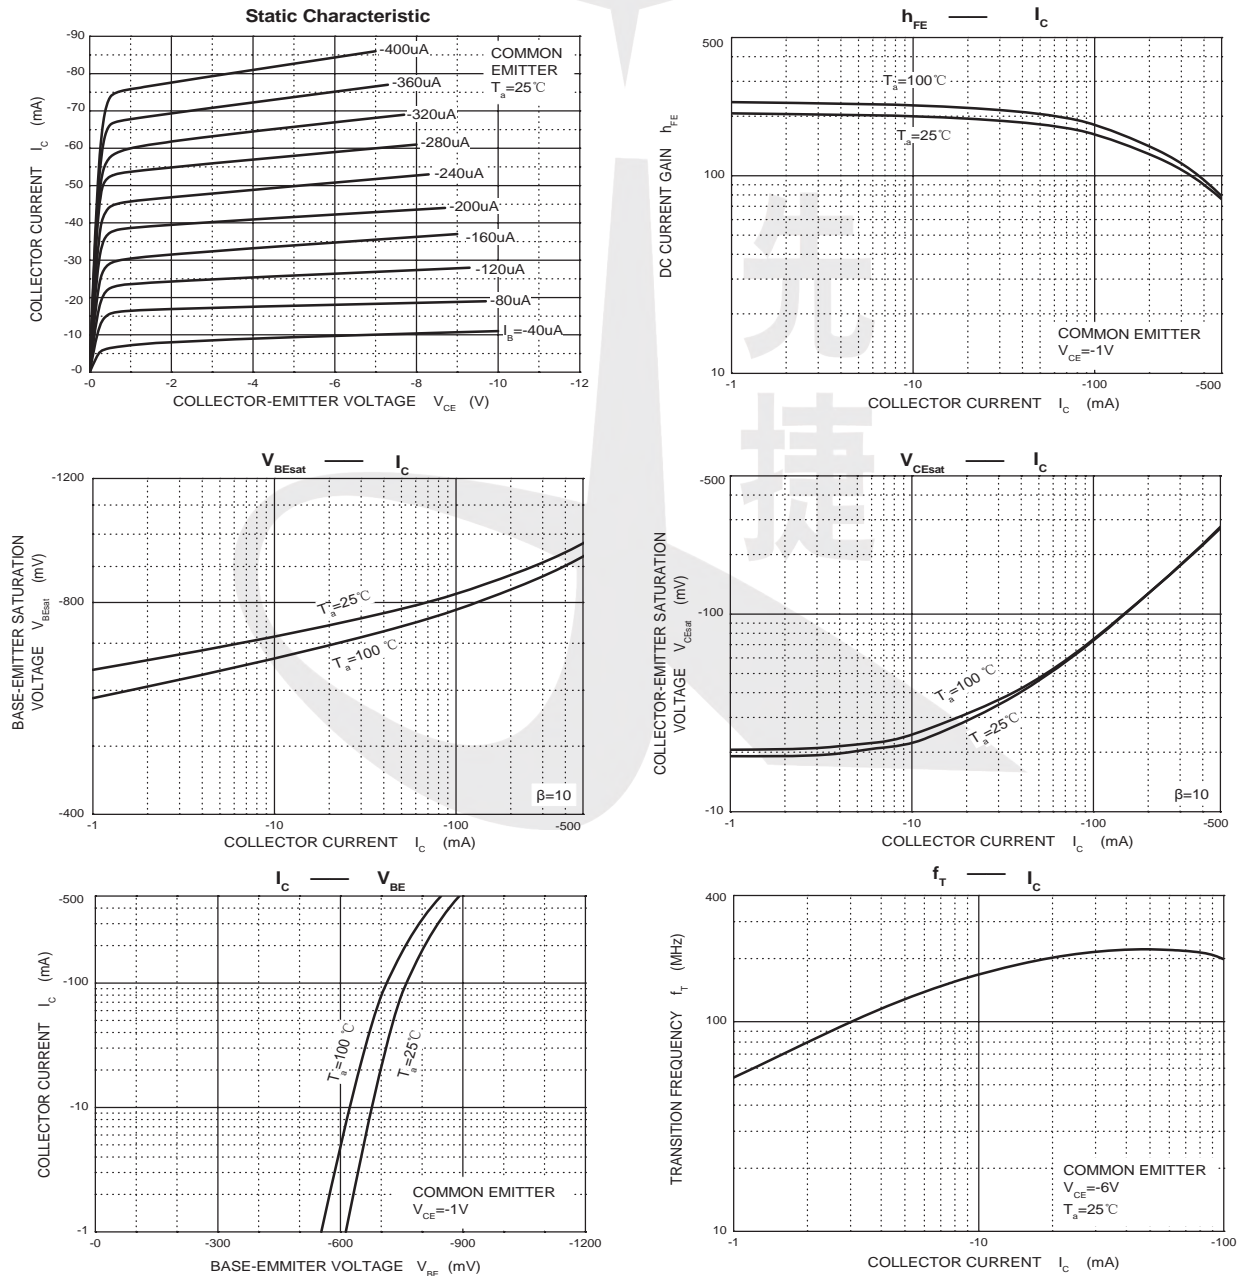 Static Characteristic
-90
-80
-70
-60
-50
-40
-30
-20
-10
-0
-0
-2
-4
-6
-8
-10
-12
COLLECTOR CURRENT I_C (mA)
COLLECTOR-EMITTER VOLTAGE V_CE (V)
-400uA
-360uA
-320uA
-280uA
-240uA
-200uA
-160uA
-120uA
-80uA
I_B=-40uA
COMMON
EMITTER
T_a=25℃
h_FE —— I_C
500
100
10
-1
-10
-100
-500
DC CURRENT GAIN h_FE
COLLECTOR CURRENT I_C (mA)
T_a=100℃
T_a=25℃
COMMON EMITTER
V_CE=-1V
V_BEsat —— I_C
-1200
-800
-400
-1
-10
-100
-500
BASE-EMITTER SATURATION
VOLTAGE V_BEsat (mV)
COLLECTOR CURRENT I_C (mA)
T_a=25℃
T_a=100℃
β=10
V_CEsat —— I_C
-500
-100
-10
-1
-10
-100
-500
COLLECTOR-EMITTER SATURATION
VOLTAGE V_CEsat (mV)
COLLECTOR CURRENT I_C (mA)
T_a=100℃
T_a=25℃
β=10
I_C —— V_BE
-500
-100
-10
-1
-0
-300
-600
-900
-1200
COLLECTOR CURRENT I_C (mA)
BASE-EMMITER VOLTAGE V_BE (mV)
T_a=100℃
T_a=25℃
COMMON EMITTER
V_CE=-1V
f_T —— I_C
400
100
10
-1
-10
-100
TRANSITION FREQUENCY f_T (MHz)
COLLECTOR CURRENT I_C (mA)
COMMON EMITTER
V_CE=-6V
T_a=25℃
捷